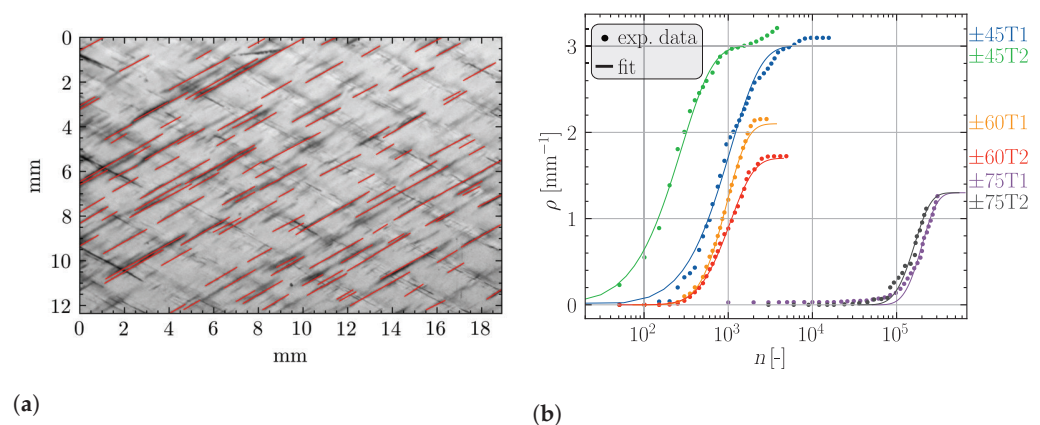 0
2
4
6
8
10
12
mm
0 2 4 6 8 10 12 14 16 18
mm
(a)
3
2
1
0
ρ [mm⁻¹]
exp. data
fit
10² 10³ 10⁴ 10⁵
n [-]
±45T1
±45T2
±60T1
±60T2
±75T1
±75T2
(b)